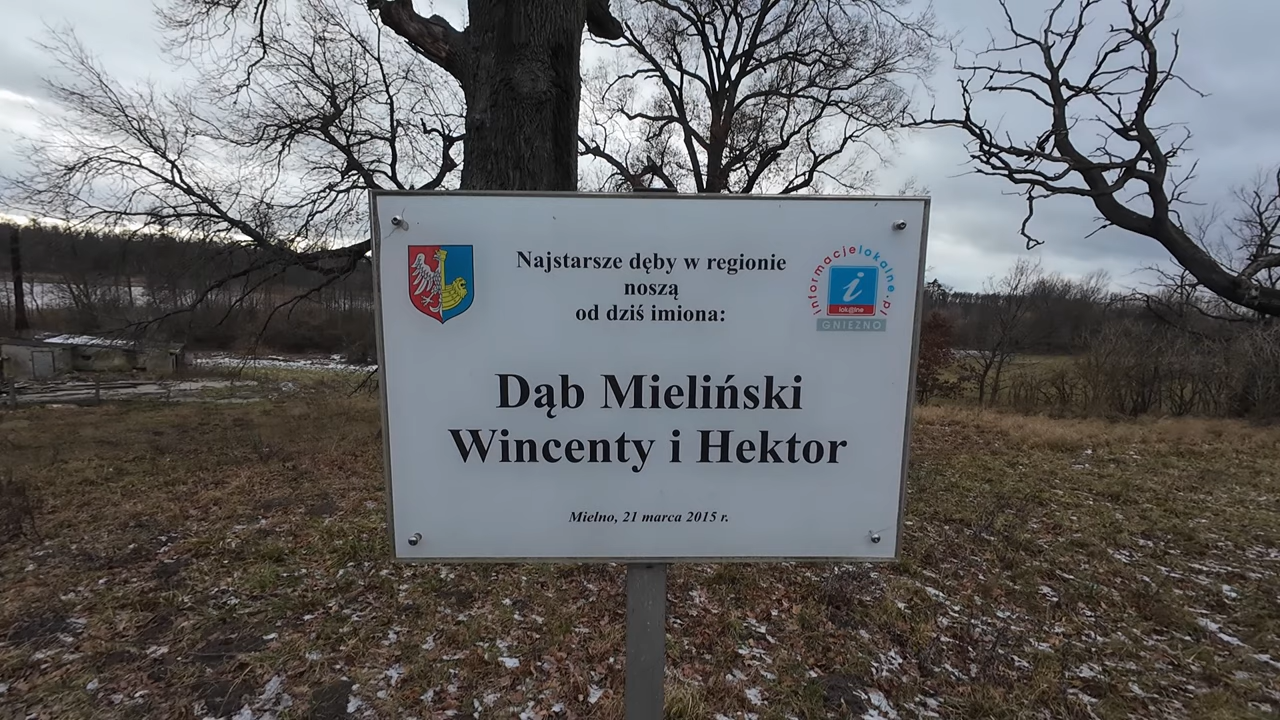 Najstarsze dęby w regionie
noszą
od dziś imiona:
informacjelokalne.pl
i
lok@lne
GNIEZNO
Dąb Mieliński
Wincenty i Hektor
Mielno, 21 marca 2015 r.